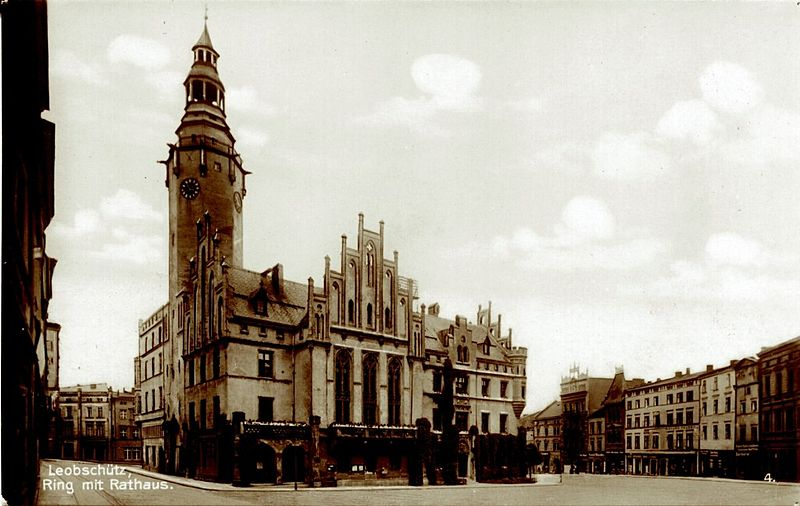 Leobschütz
Ring mit Rathaus.
4.